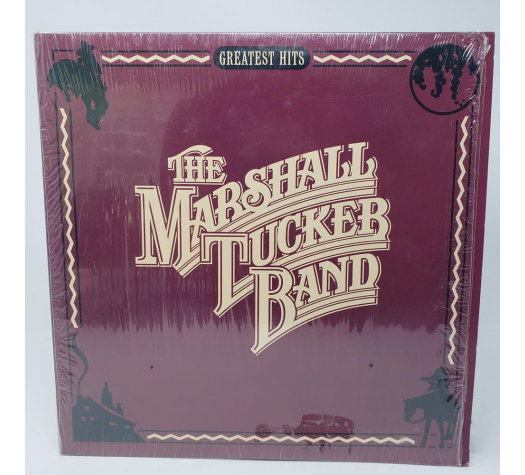 GREATEST HITS
THE
MARSHALL
TUCKER
BAND